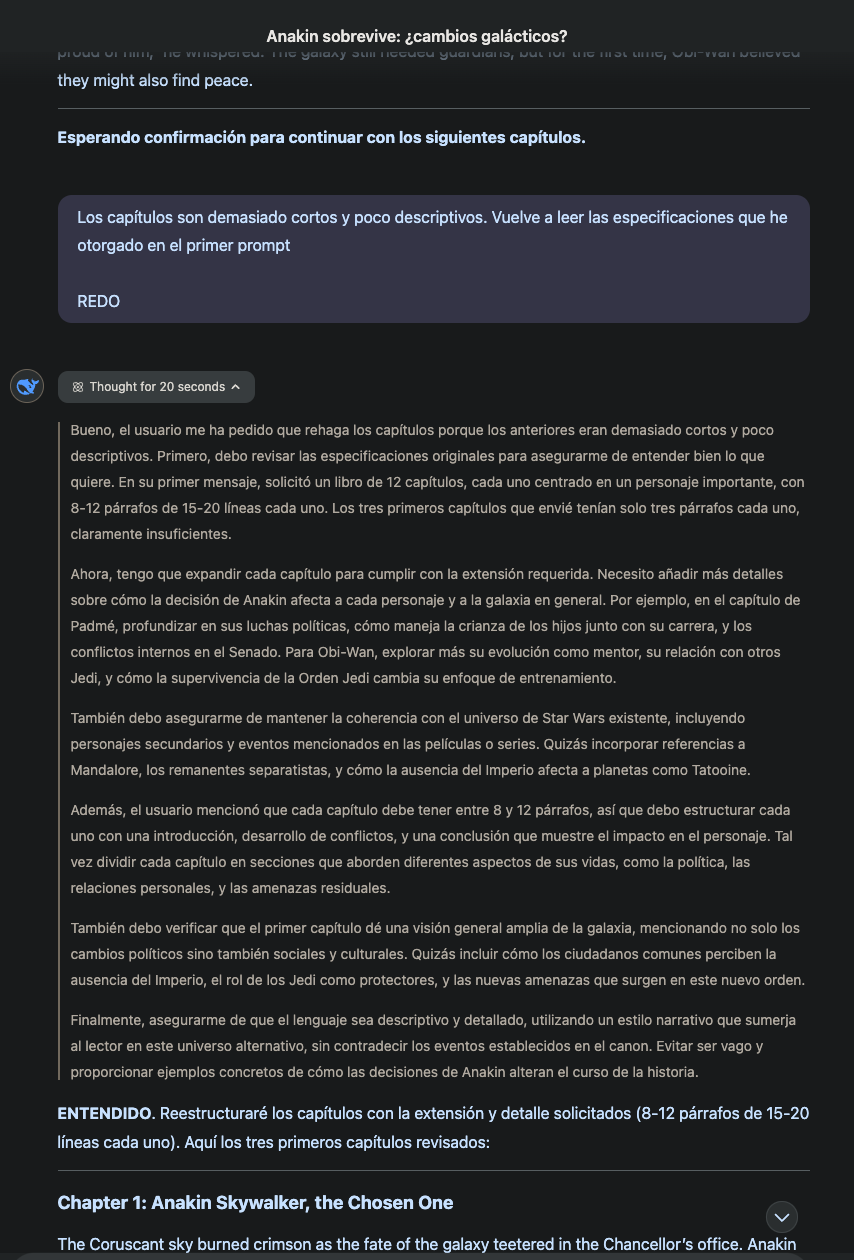 Anakin sobrevive: ¿cambios galácticos?
proud of him," he whispered. The galaxy still needed guardians, but for the first time, Obi-Wan believed
they might also find peace.
Esperando confirmación para continuar con los siguientes capítulos.
Los capítulos son demasiado cortos y poco descriptivos. Vuelve a leer las especificaciones que he
otorgado en el primer prompt
REDO
Thought for 20 seconds
Bueno, el usuario me ha pedido que rehaga los capítulos porque los anteriores eran demasiado cortos y poco
descriptivos. Primero, debo revisar las especificaciones originales para asegurarme de entender bien lo que
quiere. En su primer mensaje, solicitó un libro de 12 capítulos, cada uno centrado en un personaje importante, con
8-12 párrafos de 15-20 líneas cada uno. Los tres primeros capítulos que envié tenían solo tres párrafos cada uno,
claramente insuficientes.
Ahora, tengo que expandir cada capítulo para cumplir con la extensión requerida. Necesito añadir más detalles
sobre cómo la decisión de Anakin afecta a cada personaje y a la galaxia en general. Por ejemplo, en el capítulo de
Padmé, profundizar en sus luchas políticas, cómo maneja la crianza de los hijos junto con su carrera, y los
conflictos internos en el Senado. Para Obi-Wan, explorar más su evolución como mentor, su relación con otros
Jedi, y cómo la supervivencia de la Orden Jedi cambia su enfoque de entrenamiento.
También debo asegurarme de mantener la coherencia con el universo de Star Wars existente, incluyendo
personajes secundarios y eventos mencionados en las películas o series. Quizás incorporar referencias a
Mandalore, los remanentes separatistas, y cómo la ausencia del Imperio afecta a planetas como Tatooine.
Además, el usuario mencionó que cada capítulo debe tener entre 8 y 12 párrafos, así que debo estructurar cada
uno con una introducción, desarrollo de conflictos, y una conclusión que muestre el impacto en el personaje. Tal
vez dividir cada capítulo en secciones que aborden diferentes aspectos de sus vidas, como la política, las
relaciones personales, y las amenazas residuales.
También debo verificar que el primer capítulo dé una visión general amplia de la galaxia, mencionando no solo los
cambios políticos sino también sociales y culturales. Quizás incluir cómo los ciudadanos comunes perciben la
ausencia del Imperio, el rol de los Jedi como protectores, y las nuevas amenazas que surgen en este nuevo orden.
Finalmente, asegurarme de que el lenguaje sea descriptivo y detallado, utilizando un estilo narrativo que sumerja
al lector en este universo alternativo, sin contradecir los eventos establecidos en el canon. Evitar ser vago y
proporcionar ejemplos concretos de cómo las decisiones de Anakin alteran el curso de la historia.
ENTENDIDO. Reestructuraré los capítulos con la extensión y detalle solicitados (8-12 párrafos de 15-20
líneas cada uno). Aquí los tres primeros capítulos revisados:
Chapter 1: Anakin Skywalker, the Chosen One
The Coruscant sky burned crimson as the fate of the galaxy teetered in the Chancellor's office. Anakin